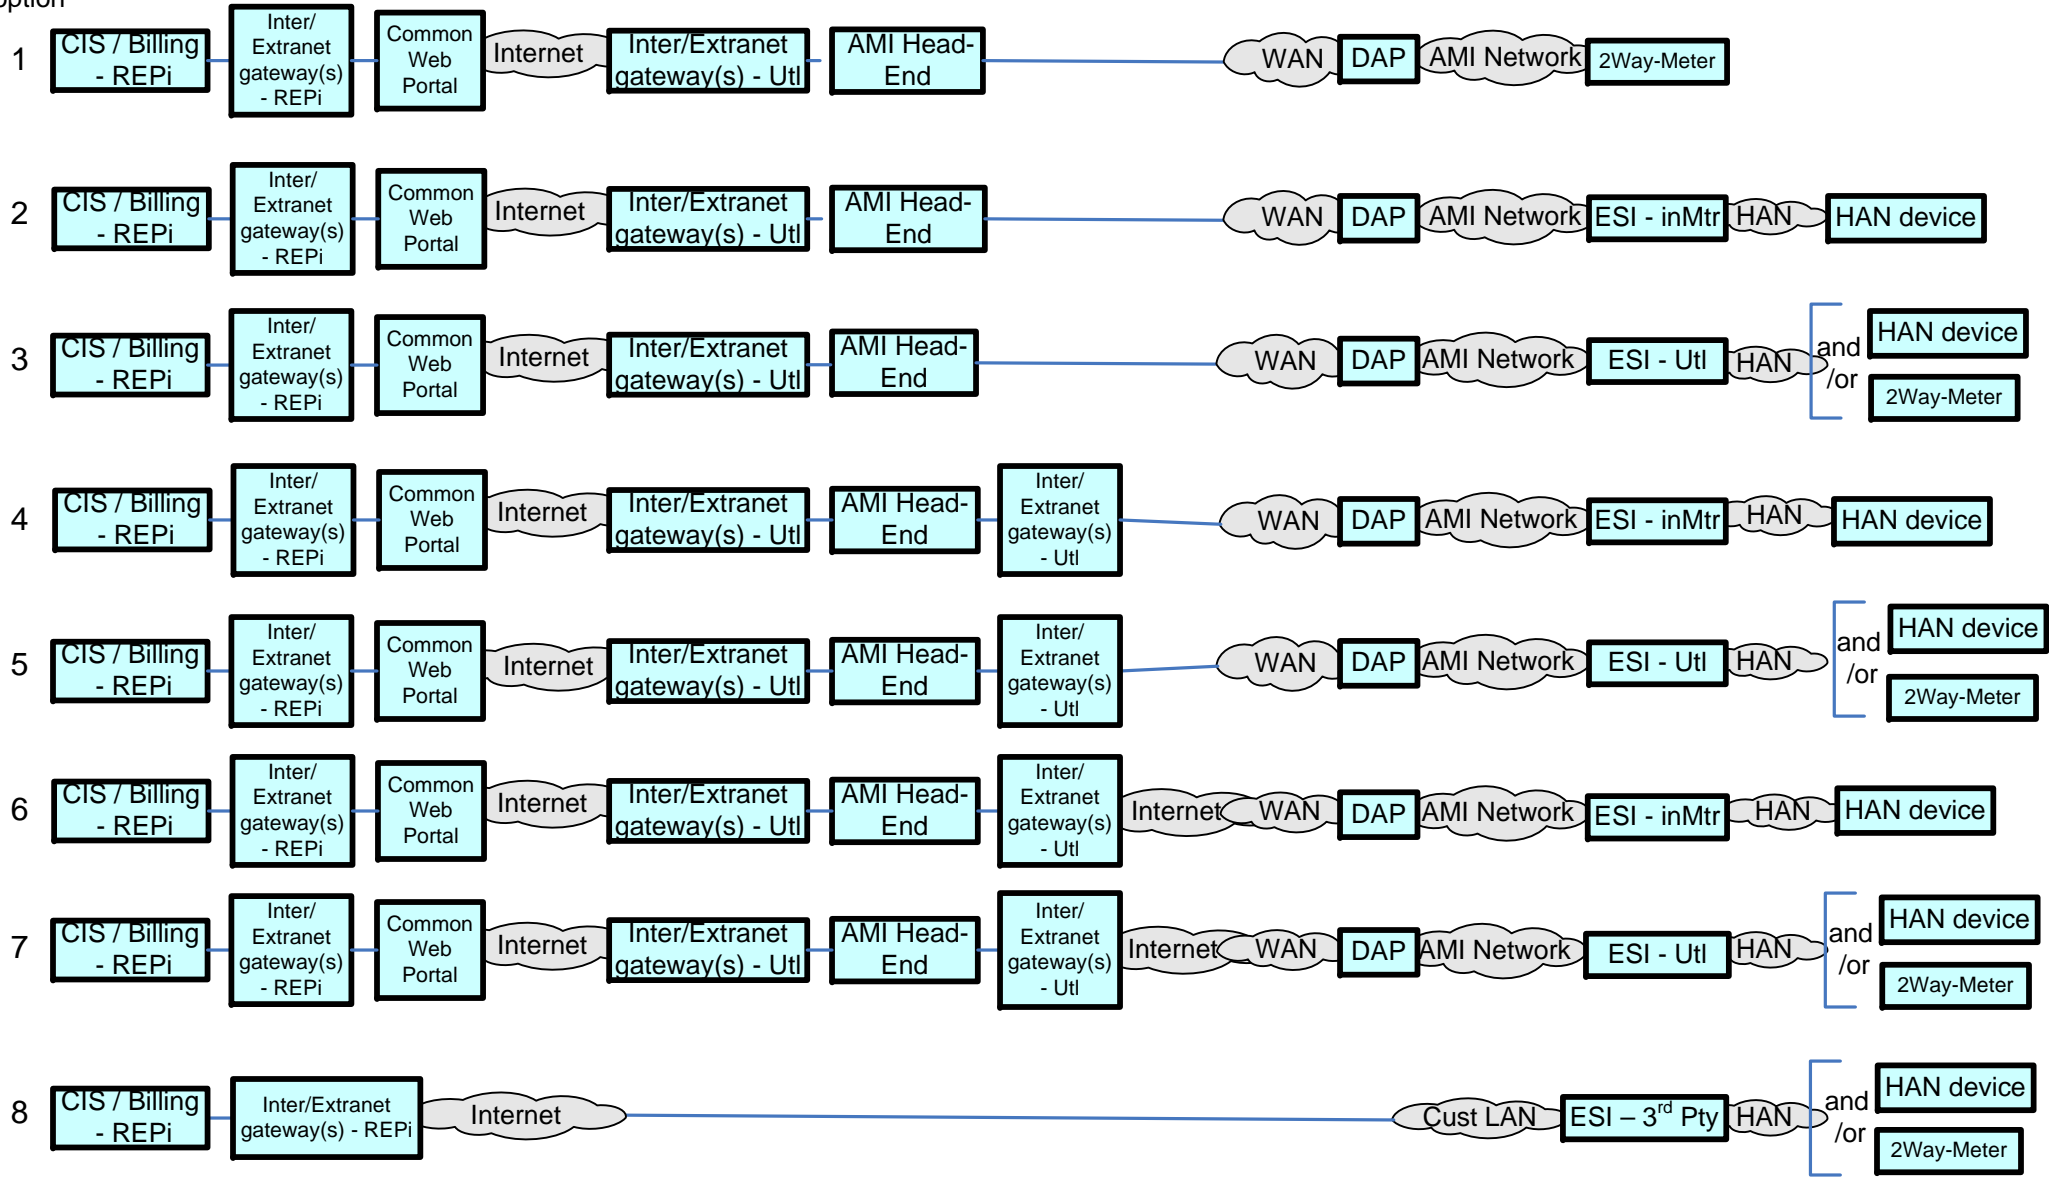 option
1
CIS / Billing
- REPi
Inter/
Extranet
gateway(s)
- REPi
Common
Web
Portal
Internet
Inter/Extranet
gateway(s) - Utl
AMI Head-
End
WAN
DAP
AMI Network
2Way-Meter
2
CIS / Billing
- REPi
Inter/
Extranet
gateway(s)
- REPi
Common
Web
Portal
Internet
Inter/Extranet
gateway(s) - Utl
AMI Head-
End
WAN
DAP
AMI Network
ESI - inMtr
HAN
HAN device
3
CIS / Billing
- REPi
Inter/
Extranet
gateway(s)
- REPi
Common
Web
Portal
Internet
Inter/Extranet
gateway(s) - Utl
AMI Head-
End
WAN
DAP
AMI Network
ESI - Utl
HAN
and
/or
HAN device
2Way-Meter
4
CIS / Billing
- REPi
Inter/
Extranet
gateway(s)
- REPi
Common
Web
Portal
Internet
Inter/Extranet
gateway(s) - Utl
AMI Head-
End
Inter/
Extranet
gateway(s)
- Utl
WAN
DAP
AMI Network
ESI - inMtr
HAN
HAN device
5
CIS / Billing
- REPi
Inter/
Extranet
gateway(s)
- REPi
Common
Web
Portal
Internet
Inter/Extranet
gateway(s) - Utl
AMI Head-
End
Inter/
Extranet
gateway(s)
- Utl
WAN
DAP
AMI Network
ESI - Utl
HAN
and
/or
HAN device
2Way-Meter
6
CIS / Billing
- REPi
Inter/
Extranet
gateway(s)
- REPi
Common
Web
Portal
Internet
Inter/Extranet
gateway(s) - Utl
AMI Head-
End
Inter/
Extranet
gateway(s)
- Utl
Internet
WAN
DAP
AMI Network
ESI - inMtr
HAN
HAN device
7
CIS / Billing
- REPi
Inter/
Extranet
gateway(s)
- REPi
Common
Web
Portal
Internet
Inter/Extranet
gateway(s) - Utl
AMI Head-
End
Inter/
Extranet
gateway(s)
- Utl
Internet
WAN
DAP
AMI Network
ESI - Utl
HAN
and
/or
HAN device
2Way-Meter
8
CIS / Billing
- REPi
Inter/Extranet
gateway(s) - REPi
Internet
Cust LAN
ESI – 3rd Pty
HAN
and
/or
HAN device
2Way-Meter